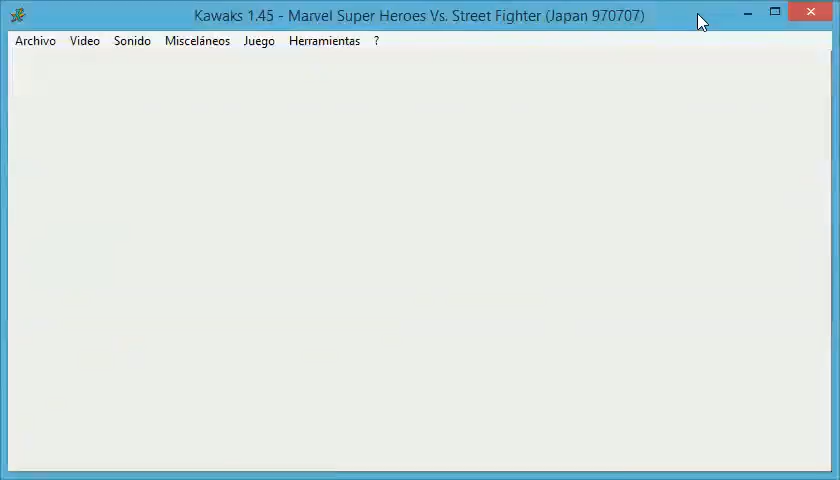 Kawaks 1.45 - Marvel Super Heroes Vs. Street Fighter (Japan 970707)
Archivo Video Sonido Misceláneos Juego Herramientas ?